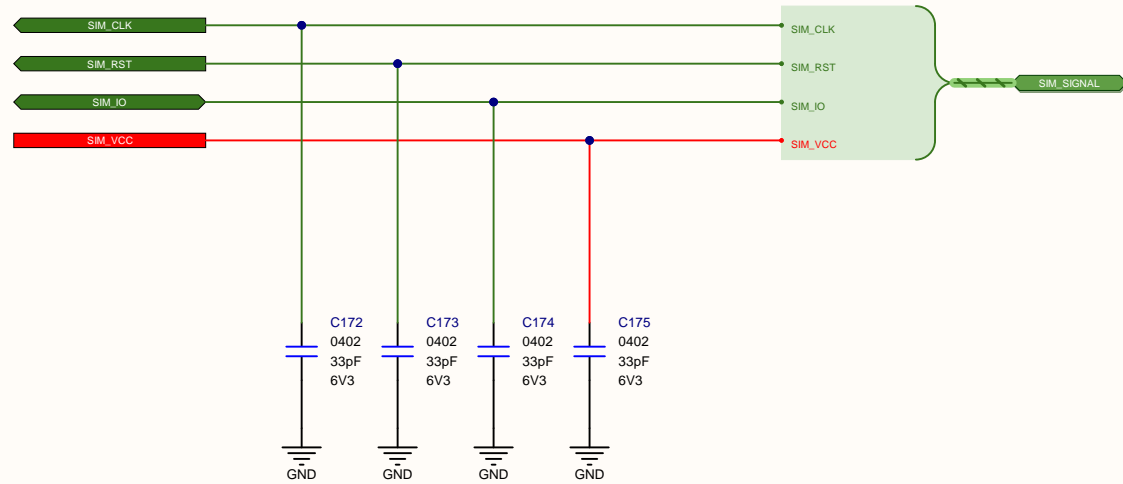 SIM_CLK
SIM_CLK
SIM_RST
SIM_RST
SIM_SIGNAL
SIM_IO
SIM_IO
SIM_VCC
SIM_VCC
C172
0402
33pF
6V3
C173
0402
33pF
6V3
C174
0402
33pF
6V3
C175
0402
33pF
6V3
GND
GND
GND
GND